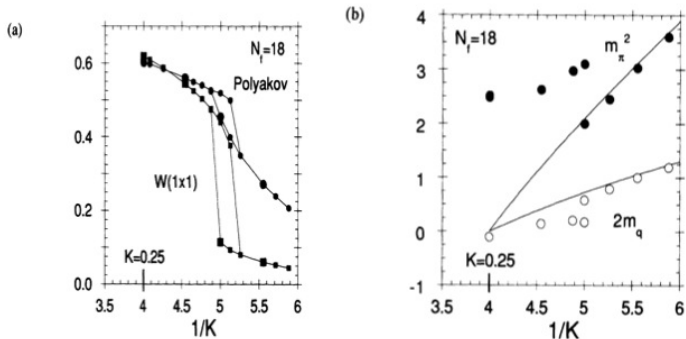 (a)
N_f=18
Polyakov
W(1x1)
K=0.25
0.6
0.4
0.2
0.0
3.5 4 4.5 5 5.5 6
1/K
(b)
N_f=18
m_π^2
2m_q
K=0.25
4
3
2
1
0
-1
3.5 4 4.5 5 5.5 6
1/K